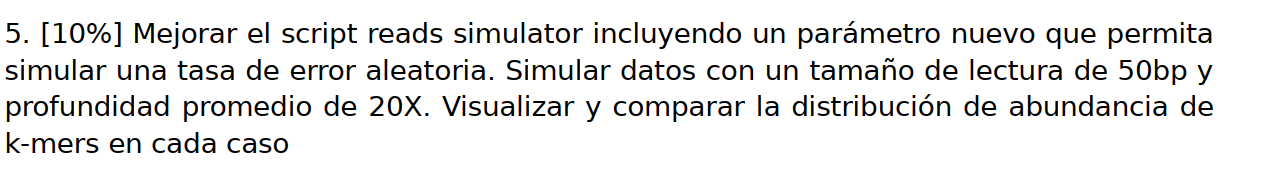 5. [10%] Mejorar el script reads simulator incluyendo un parámetro nuevo que permita
simular una tasa de error aleatoria. Simular datos con un tamaño de lectura de 50bp y
profundidad promedio de 20X. Visualizar y comparar la distribución de abundancia de
k-mers en cada caso